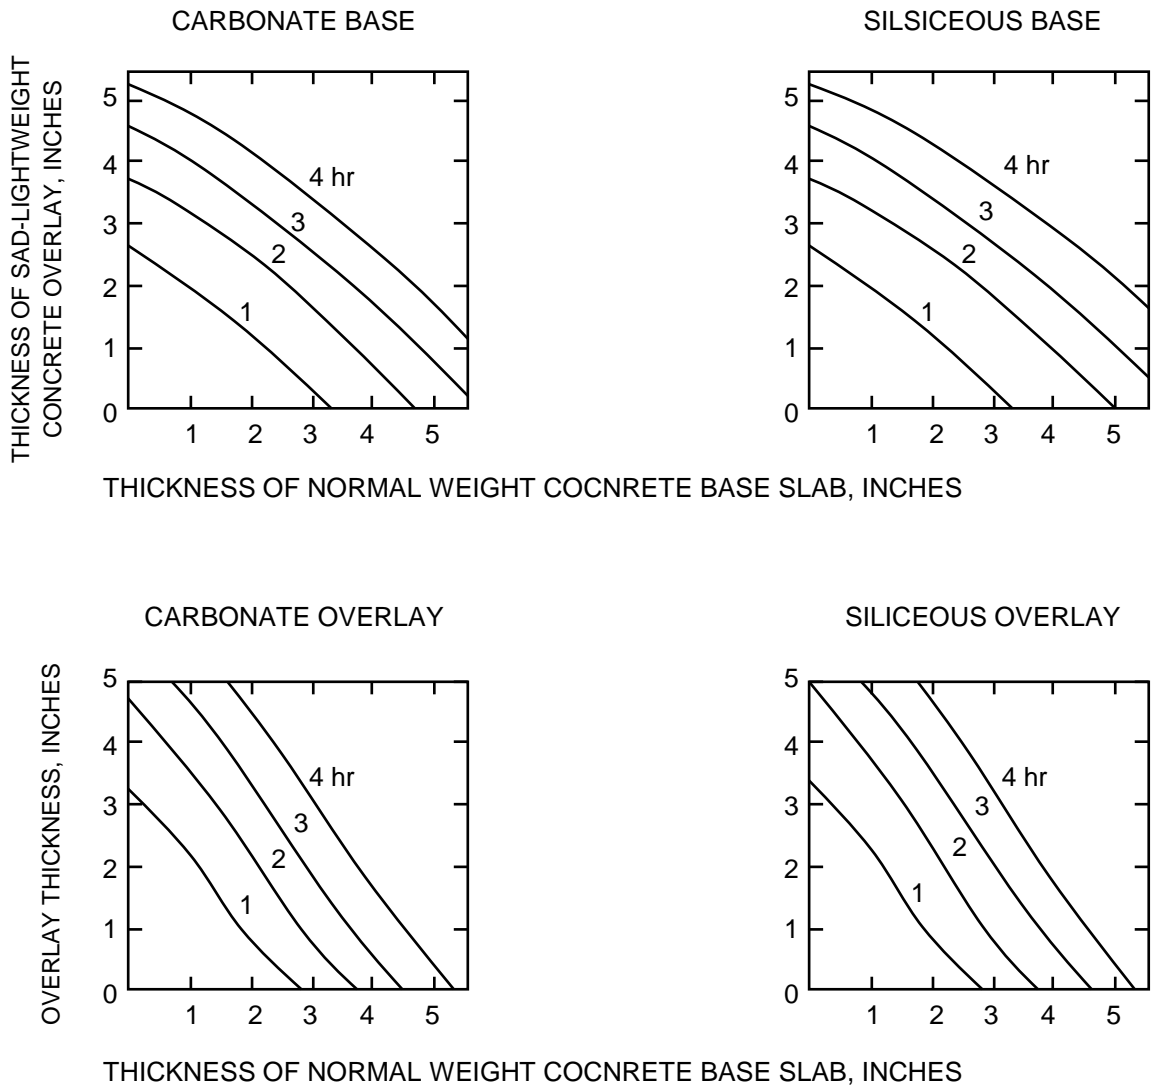 CARBONATE BASE
SILSICEOUS BASE
THICKNESS OF SAD-LIGHTWEIGHT
CONCRETE OVERLAY, INCHES
5
4
3
2
1
0
4 hr
3
2
1
1 2 3 4 5
5
4
3
2
1
0
4 hr
3
2
1
1 2 3 4 5
THICKNESS OF NORMAL WEIGHT COCNRETE BASE SLAB, INCHES
CARBONATE OVERLAY
SILICEOUS OVERLAY
OVERLAY THICKNESS, INCHES
5
4
3
2
1
0
4 hr
3
2
1
1 2 3 4 5
5
4
3
2
1
0
4 hr
3
2
1
1 2 3 4 5
THICKNESS OF NORMAL WEIGHT COCNRETE BASE SLAB, INCHES